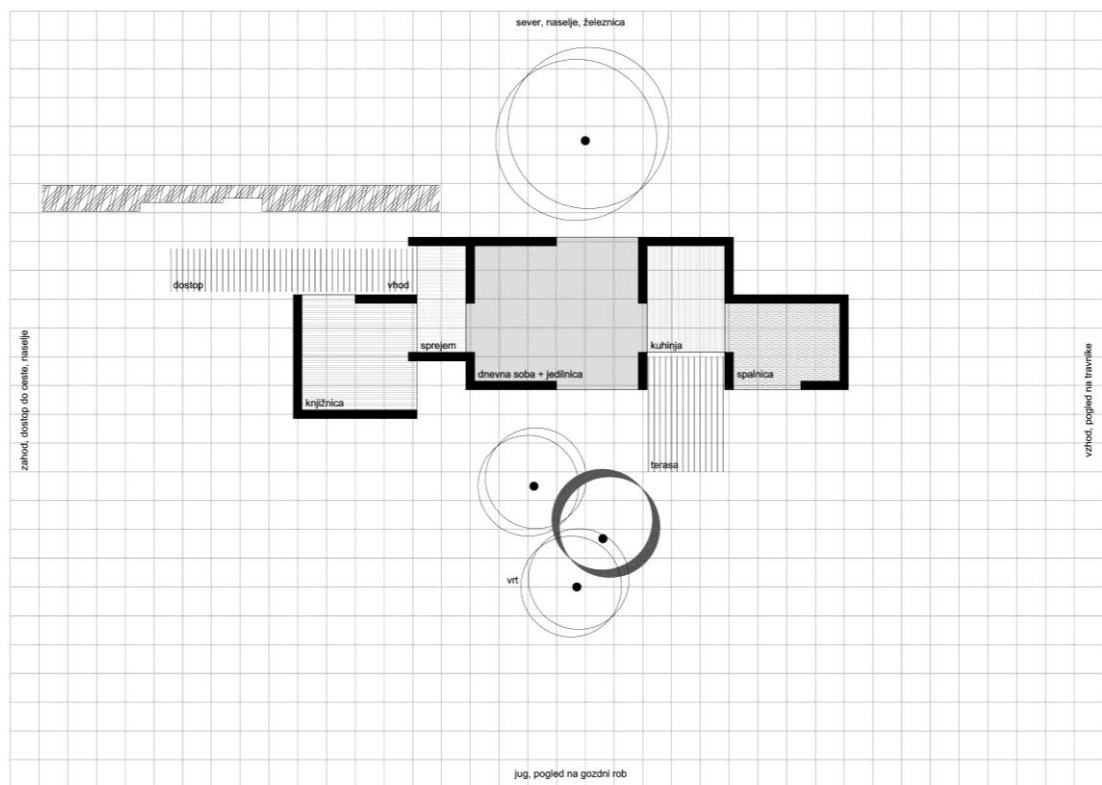 sever, naselje, železnica
dostop
vhod
sprejem
dnevna soba + jedilnica
kuhinja
spalnica
knjižnica
zahod, dostop do ceste, naselje
vzhod, pogled na travnike
terasa
vrt
jug, pogled na gozdni rob